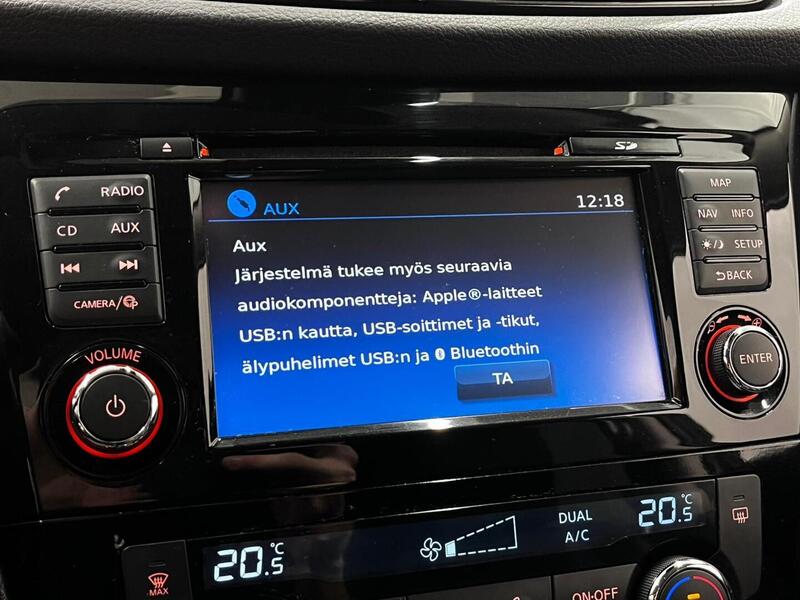 SD
RADIO
CD AUX
CAMERA/
VOLUME
AUX 12:18
Aux
Järjestelmä tukee myös seuraavia
audiokomponentteja: Apple®-laitteet
USB:n kautta, USB-soittimet ja -tikut,
älypuhelimet USB:n ja Bluetoothin
TA
MAP
NAV INFO
SETUP
BACK
ENTER
20.5°C
DUAL
A/C
20.5°C
MAX
ON·OFF